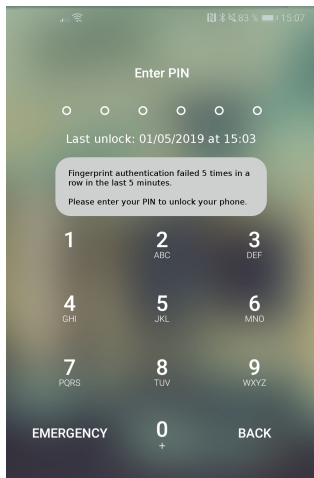 83 % 15:07
Enter PIN
Last unlock: 01/05/2019 at 15:03
Fingerprint authentication failed 5 times in a
row in the last 5 minutes.
Please enter your PIN to unlock your phone.
1 2 3
ABC DEF
4 5 6
GHI JKL MNO
7 8 9
PQRS TUV WXYZ
EMERGENCY 0 BACK
+